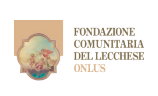 FONDAZIONE
COMUNITARIA
DEL LECCHESE
ONLUS